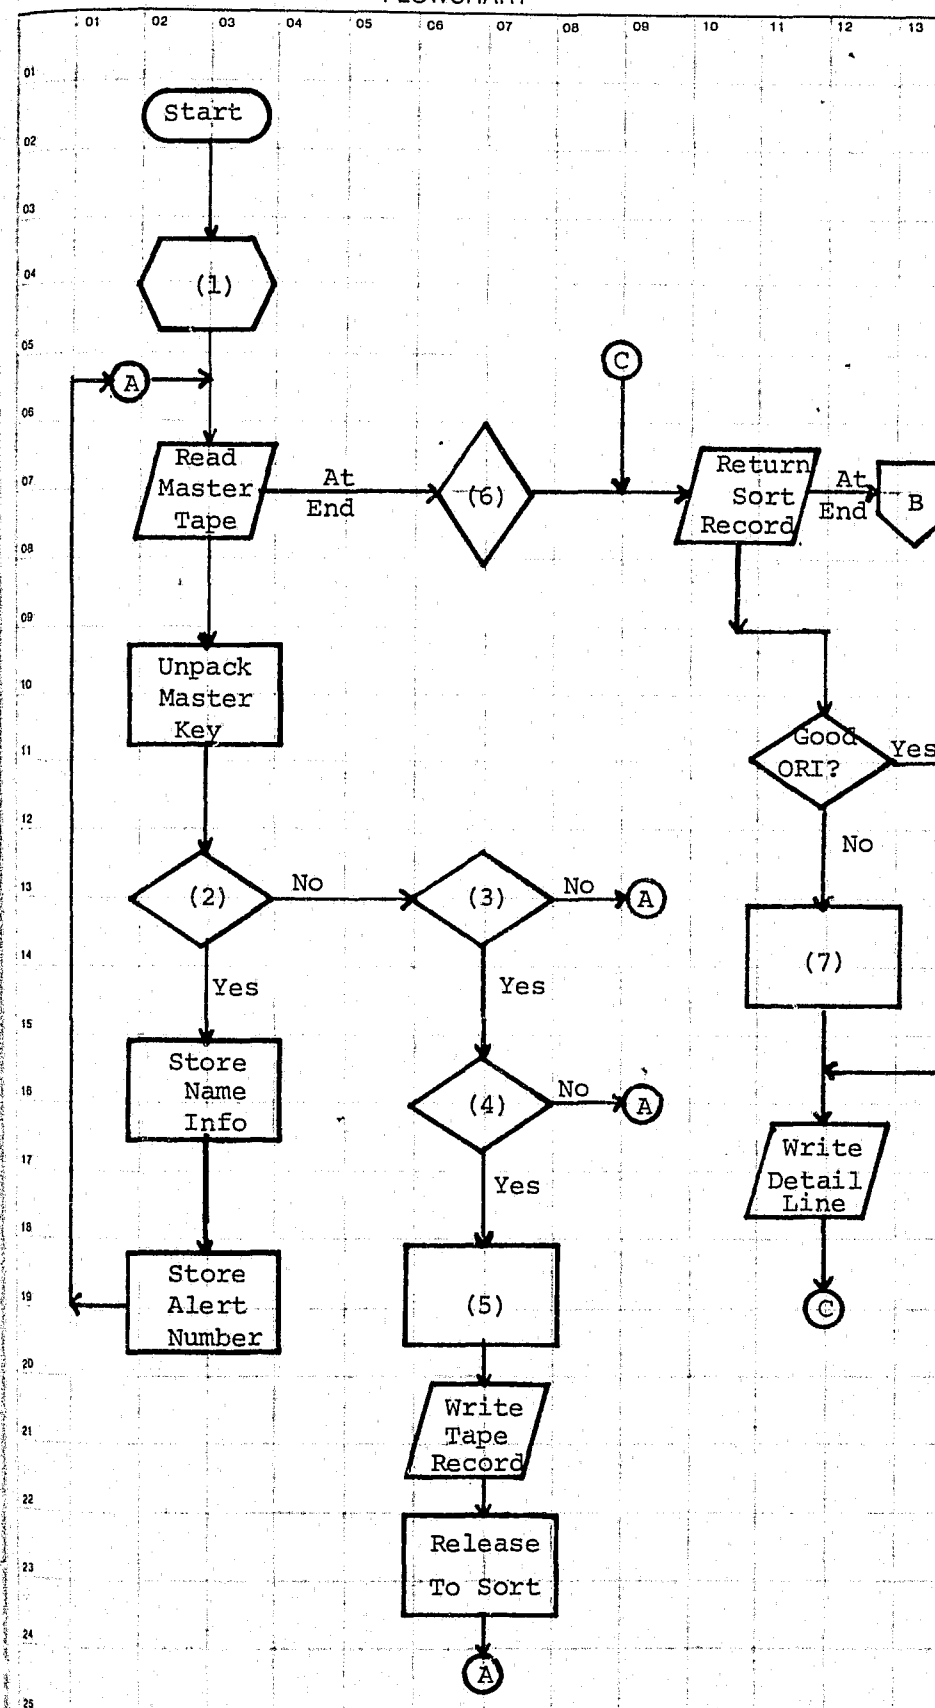 01 02 03 04 05 06 07 08 09 10 11 12 13
01
Start
02
03
04
(1)
05
A
C
06
07
Read
Master
Tape
At
End
(6)
Return
Sort
Record
At
End
B
08
09
10
Unpack
Master
Key
11
Good
ORI?
Yes
12
No
13
(2)
No
(3)
No
A
14
(7)
Yes
Yes
15
16
Store
Name
Info
(4)
No
A
17
Write
Detail
Line
Yes
18
19
Store
Alert
Number
(5)
C
20
21
Write
Tape
Record
22
23
Release
To Sort
24
A
25